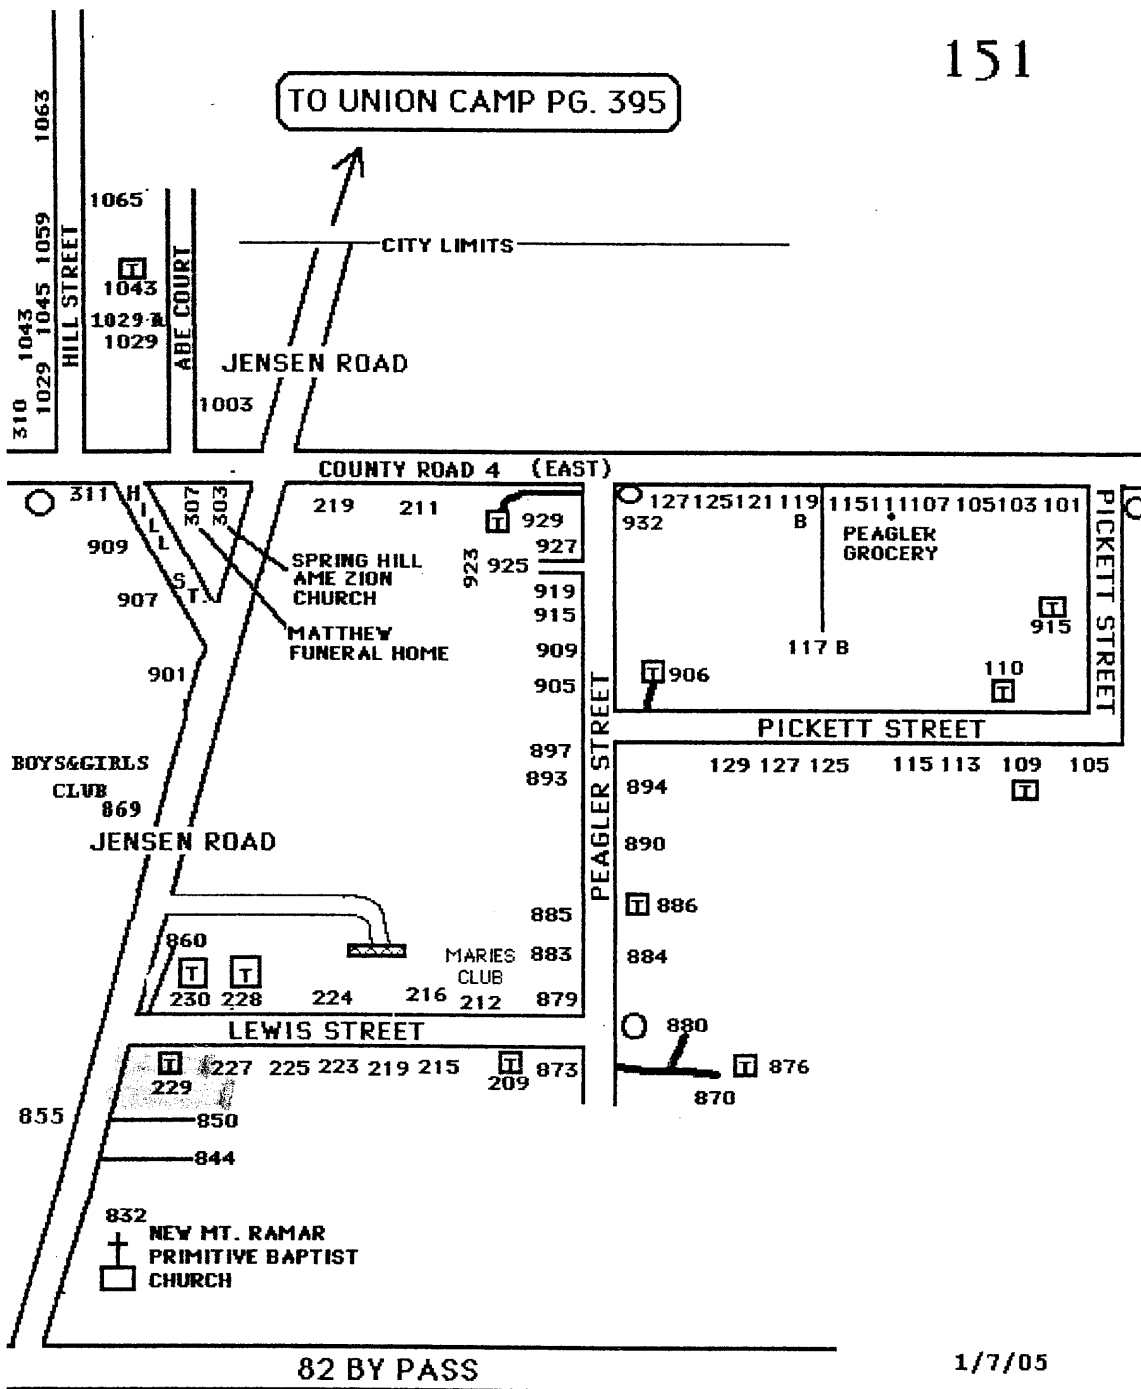 151
TO UNION CAMP PG. 395
1063
1065
CITY LIMITS
1059
HILL STREET
ABE COURT
T
1043
1045
1029 A
1043
1029
JENSEN ROAD
1029
310
1003
COUNTY ROAD 4 (EAST)
311
HILL ST.
307
303
219
211
T
929
932
127 125 121 119 B
115 111 107 105 103 101
PICKETT STREET
909
927
923
925
PEAGLER
GROCERY
SPRING HILL
AME ZION
CHURCH
907
919
915
T
915
MATTHEW
FUNERAL HOME
909
117 B
901
905
T 906
110
T
PEAGLER STREET
PICKETT STREET
BOYS&GIRLS
CLUB
869
897
893
129 127 125 115 113 109 105
T
894
JENSEN ROAD
890
885
T 886
860
MARIES
CLUB
883
884
T
T
230
228
224
216
212
879
LEWIS STREET
880
T
229
227 225 223 219 215
T
209
873
T 876
870
855
850
844
832
NEW MT. RAMAR
PRIMITIVE BAPTIST
CHURCH
82 BY PASS
1/7/05